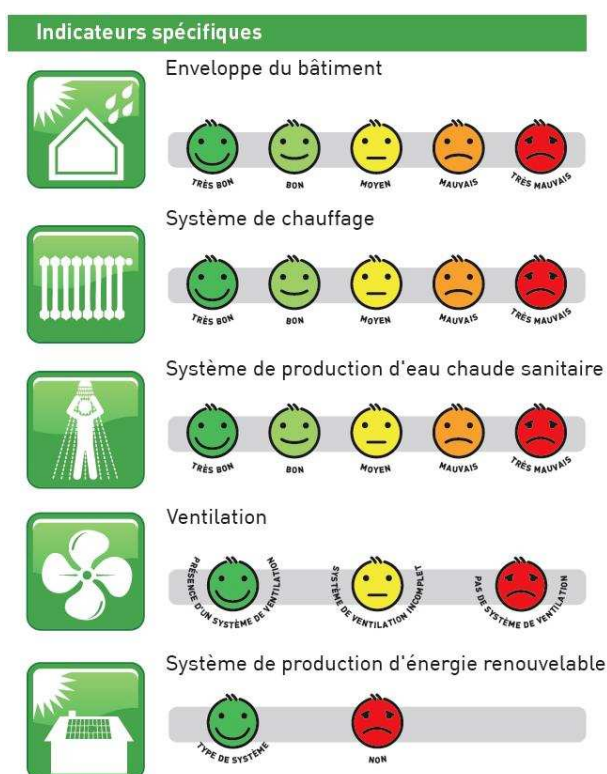 Indicateurs spécifiques
Enveloppe du bâtiment
TRÈS BON BON MOYEN MAUVAIS TRÈS MAUVAIS
Système de chauffage
TRÈS BON BON MOYEN MAUVAIS TRÈS MAUVAIS
Système de production d'eau chaude sanitaire
TRÈS BON BON MOYEN MAUVAIS TRÈS MAUVAIS
Ventilation
PRÉSENCE D'UN SYSTÈME DE VENTILATION SYSTÈME DE VENTILATION INCOMPLET PAS DE SYSTÈME DE VENTILATION
Système de production d'énergie renouvelable
TYPE DE SYSTÈME NON